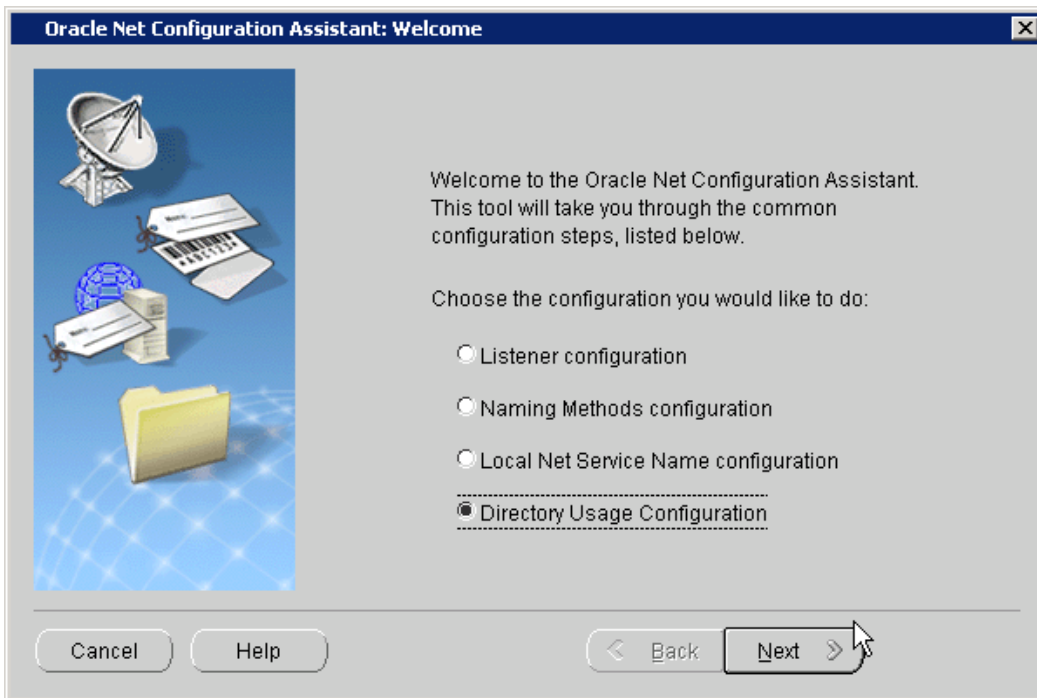 Oracle Net Configuration Assistant: Welcome
Welcome to the Oracle Net Configuration Assistant.
This tool will take you through the common
configuration steps, listed below.
Choose the configuration you would like to do:
Listener configuration
Naming Methods configuration
Local Net Service Name configuration
Directory Usage Configuration
Cancel
Help
Back
Next